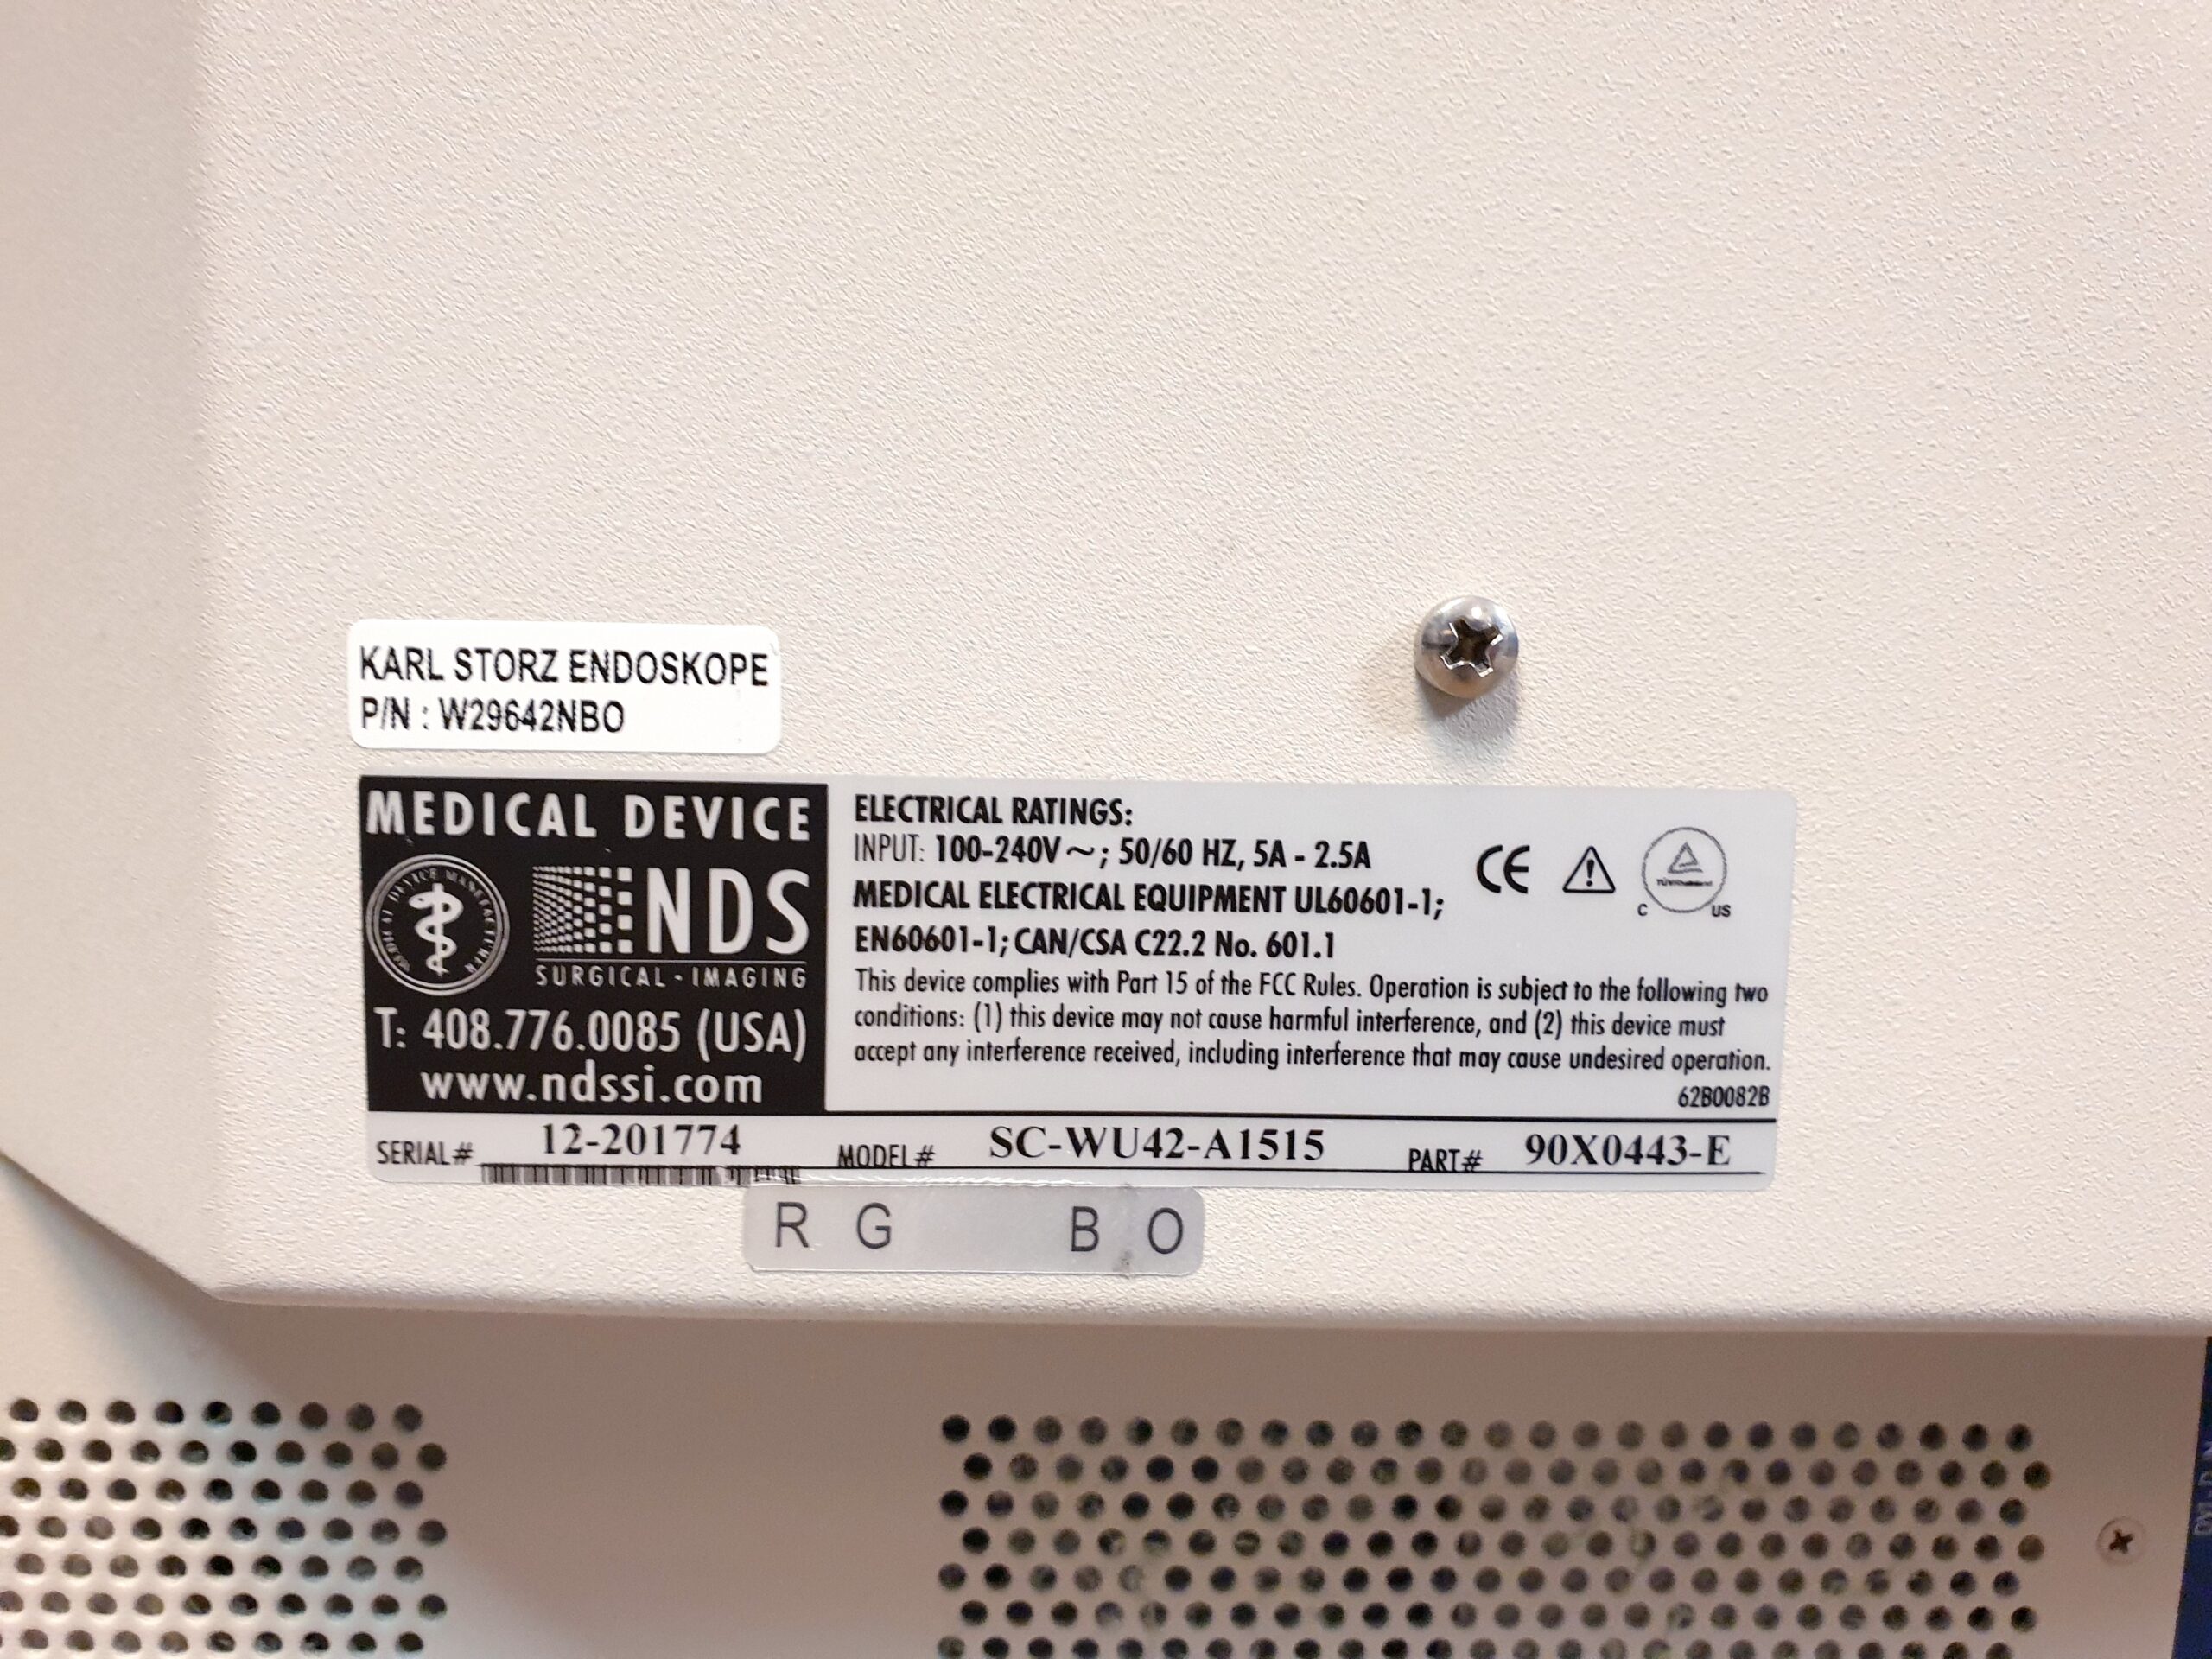 KARL STORZ ENDOSKOPE
P/N : W29642NBO
MEDICAL DEVICE
NDS
SURGICAL - IMAGING
T: 408.776.0085 (USA)
www.ndssi.com
ELECTRICAL RATINGS:
INPUT: 100-240V ~; 50/60 HZ, 5A - 2.5A
MEDICAL ELECTRICAL EQUIPMENT UL60601-1;
EN60601-1; CAN/CSA C22.2 No. 601.1
CE
C US
This device complies with Part 15 of the FCC Rules. Operation is subject to the following two
conditions: (1) this device may not cause harmful interference, and (2) this device must
accept any interference received, including interference that may cause undesired operation.
62B0082B
SERIAL# 12-201774 MODEL# SC-WU42-A1515 PART# 90X0443-E
R G B O